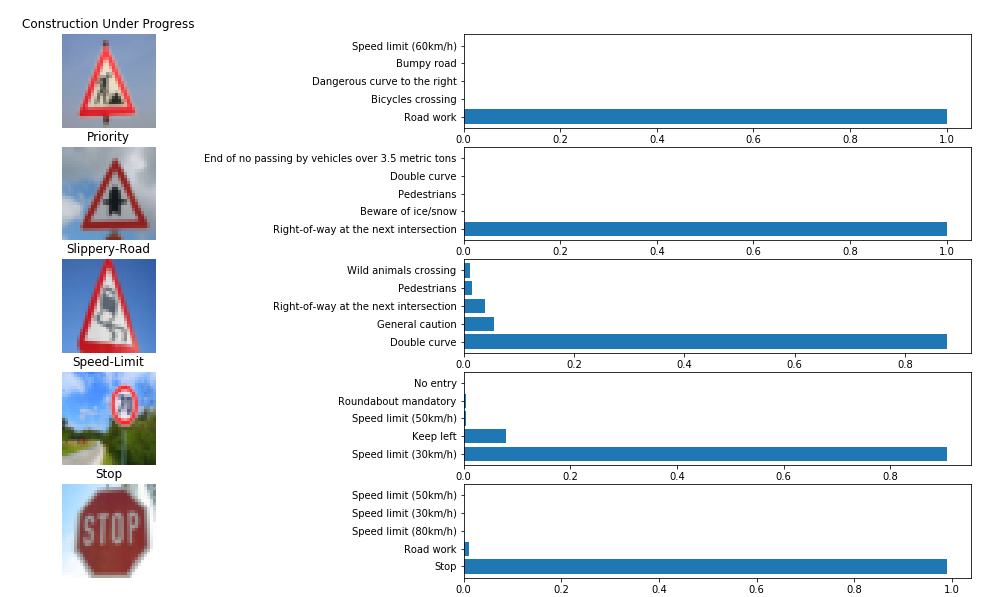 Construction Under Progress
Speed limit (60km/h)
Bumpy road
Dangerous curve to the right
Bicycles crossing
Road work
0.0 0.2 0.4 0.6 0.8 1.0
Priority
End of no passing by vehicles over 3.5 metric tons
Double curve
Pedestrians
Beware of ice/snow
Right-of-way at the next intersection
0.0 0.2 0.4 0.6 0.8 1.0
Slippery-Road
Wild animals crossing
Pedestrians
Right-of-way at the next intersection
General caution
Double curve
0.0 0.2 0.4 0.6 0.8
Speed-Limit
No entry
Roundabout mandatory
Speed limit (50km/h)
Keep left
Speed limit (30km/h)
0.0 0.2 0.4 0.6 0.8
Stop
STOP
Speed limit (50km/h)
Speed limit (30km/h)
Speed limit (80km/h)
Road work
Stop
0.0 0.2 0.4 0.6 0.8 1.0